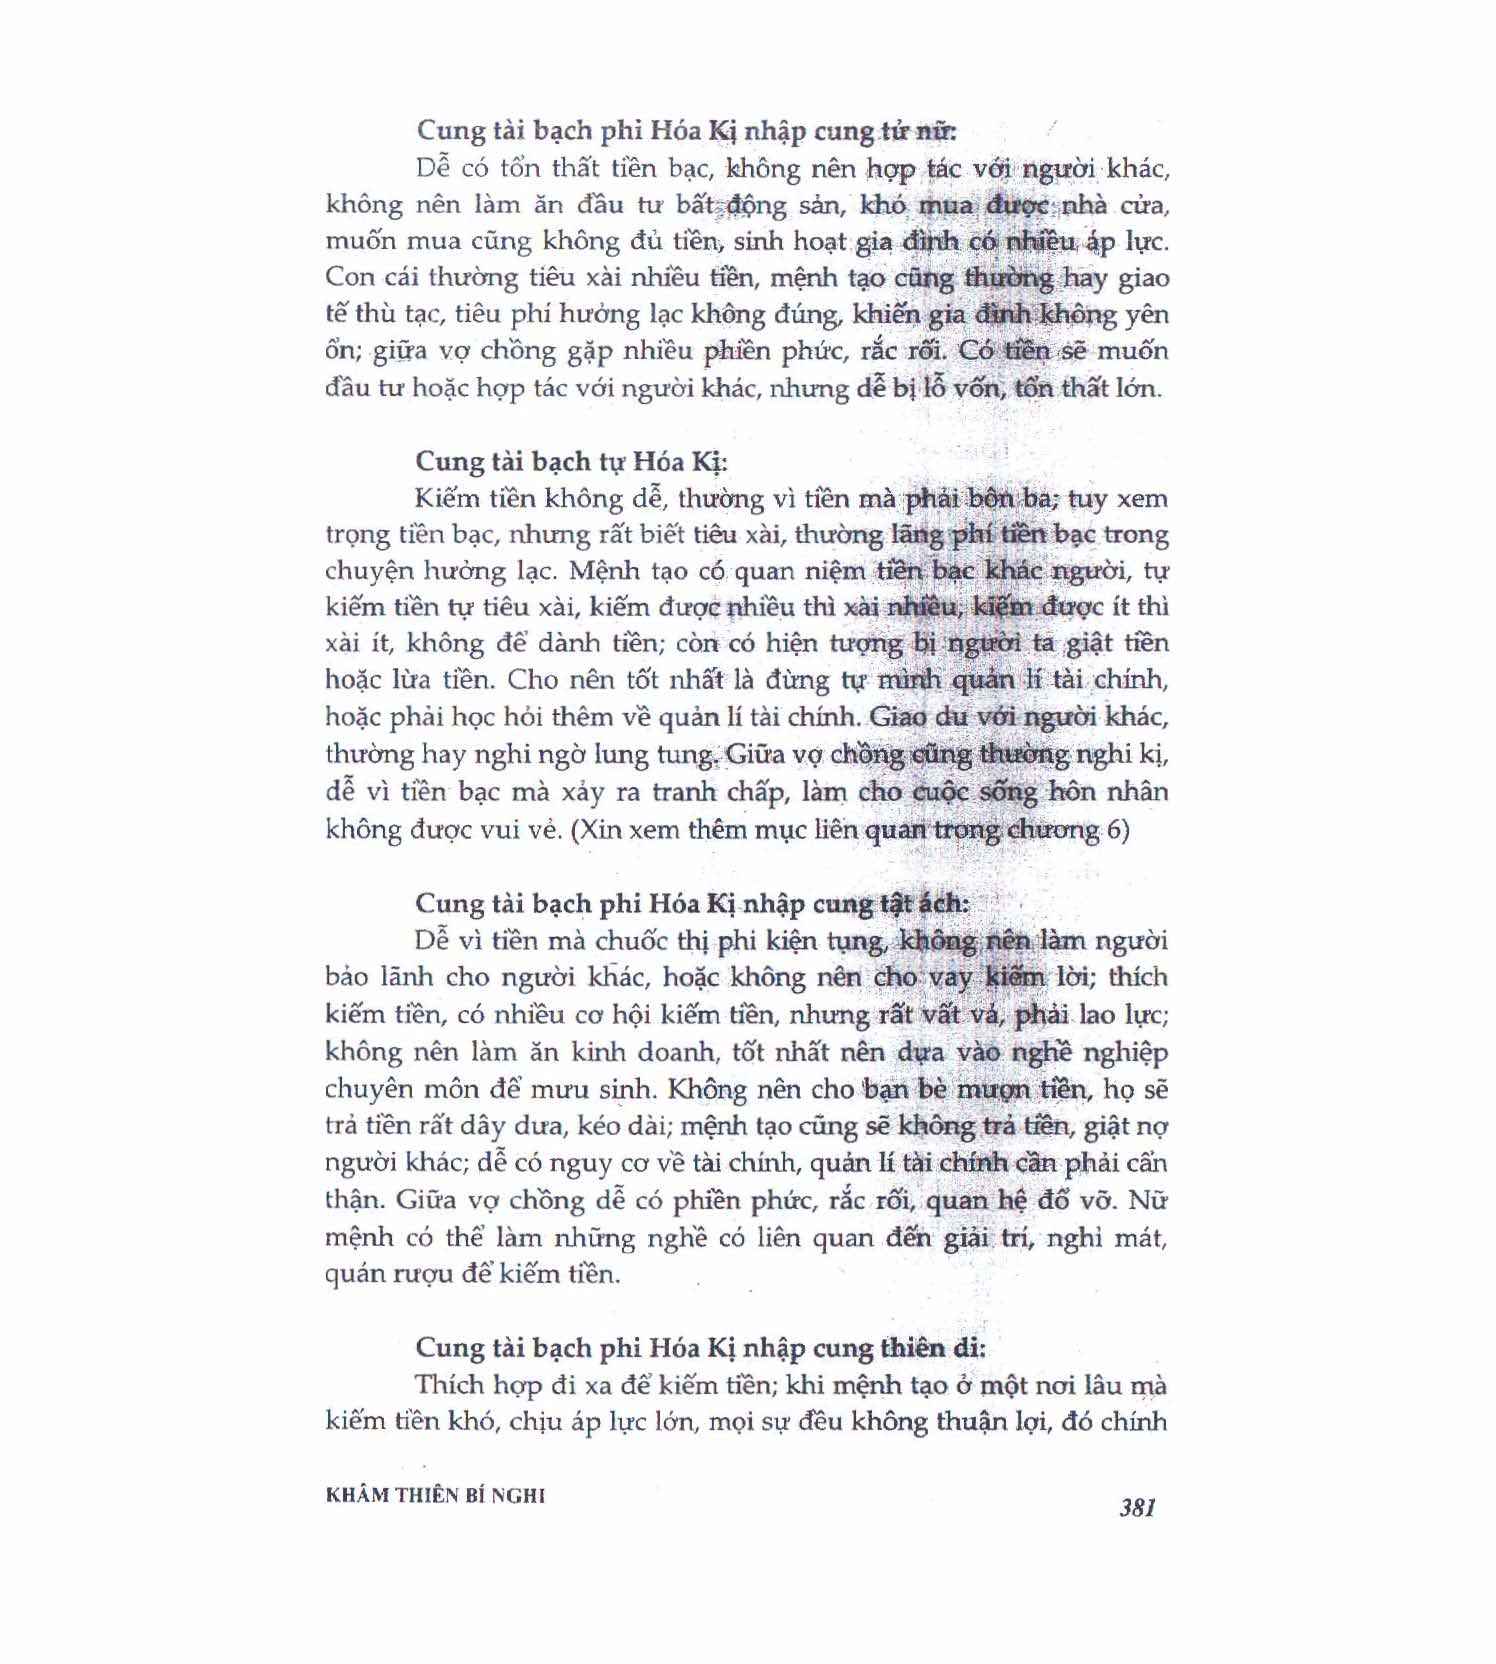 Cung tài bạch phi Hóa Kị nhập cung tử nữ:
Dễ có tổn thất tiền bạc, không nên hợp tác với người khác,
không nên làm ăn đầu tư bất động sản, khó mua được nhà cửa,
muốn mua cũng không đủ tiền, sinh hoạt gia đình có nhiều áp lực.
Con cái thường tiêu xài nhiều tiền, mệnh tạo cũng thường hay giao
tế thù tạc, tiêu phí hưởng lạc không đúng, khiến gia đình không yên
ổn; giữa vợ chồng gặp nhiều phiền phức, rắc rối. Có tiền sẽ muốn
đầu tư hoặc hợp tác với người khác, nhưng dễ bị lỗ vốn, tổn thất lớn.
Cung tài bạch tự Hóa Kị:
Kiếm tiền không dễ, thường vì tiền mà phải bôn ba; tuy xem
trọng tiền bạc, nhưng rất biết tiêu xài, thường lãng phí tiền bạc trong
chuyện hưởng lạc. Mệnh tạo có quan niệm tiền bạc khác người, tự
kiếm tiền tự tiêu xài, kiếm được nhiều thì xài nhiều, kiếm được ít thì
xài ít, không để dành tiền; còn có hiện tượng bị người ta giật tiền
hoặc lừa tiền. Cho nên tốt nhất là đừng tự mình quản lí tài chính,
hoặc phải học hỏi thêm về quản lí tài chính. Giao du với người khác,
thường hay nghi ngờ lung tung. Giữa vợ chồng cũng thường nghi kị,
dễ vì tiền bạc mà xảy ra tranh chấp, làm cho cuộc sống hôn nhân
không được vui vẻ. (Xin xem thêm mục liên quan trong chương 6)
Cung tài bạch phi Hóa Kị nhập cung tật ách:
Dễ vì tiền mà chuốc thị phi kiện tụng, không nên làm người
bảo lãnh cho người khác, hoặc không nên cho vay kiếm lời; thích
kiếm tiền, có nhiều cơ hội kiếm tiền, nhưng rất vất vả, phải lao lực;
không nên làm ăn kinh doanh, tốt nhất nên dựa vào nghề nghiệp
chuyên môn để mưu sinh. Không nên cho bạn bè mượn tiền, họ sẽ
trả tiền rất dây dưa, kéo dài; mệnh tạo cũng sẽ không trả tiền, giật nợ
người khác; dễ có nguy cơ về tài chính, quản lí tài chính cần phải cẩn
thận. Giữa vợ chồng dễ có phiền phức, rắc rối, quan hệ đổ vỡ. Nữ
mệnh có thể làm những nghề có liên quan đến giải trí, nghỉ mát,
quán rượu để kiếm tiền.
Cung tài bạch phi Hóa Kị nhập cung thiên di:
Thích hợp đi xa để kiếm tiền; khi mệnh tạo ở một nơi lâu mà
kiếm tiền khó, chịu áp lực lớn, mọi sự đều không thuận lợi, đó chính
KHÂM THIÊN BÍ NGHI
381